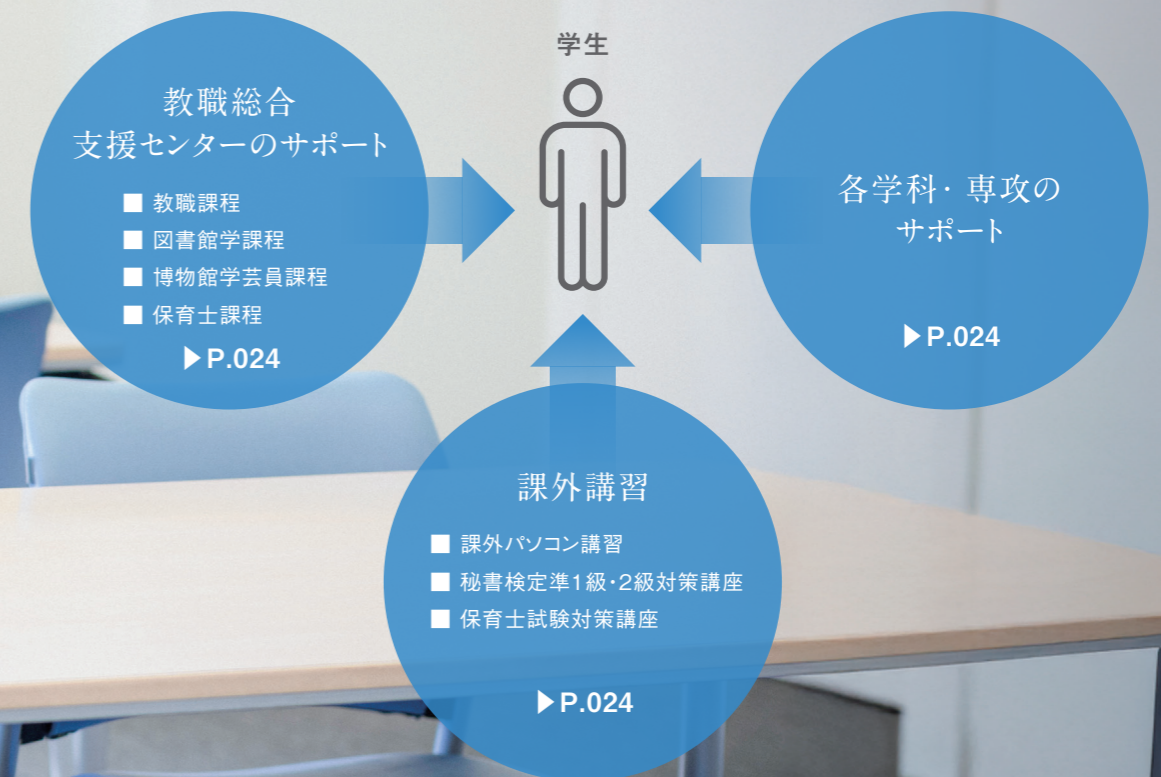 学生
教職総合
支援センターのサポート
■ 教職課程
■ 図書館学課程
■ 博物館学芸員課程
■ 保育士課程
▶P.024
各学科・専攻の
サポート
▶P.024
課外講習
■ 課外パソコン講習
■ 秘書検定準1級・2級対策講座
■ 保育士試験対策講座
▶P.024